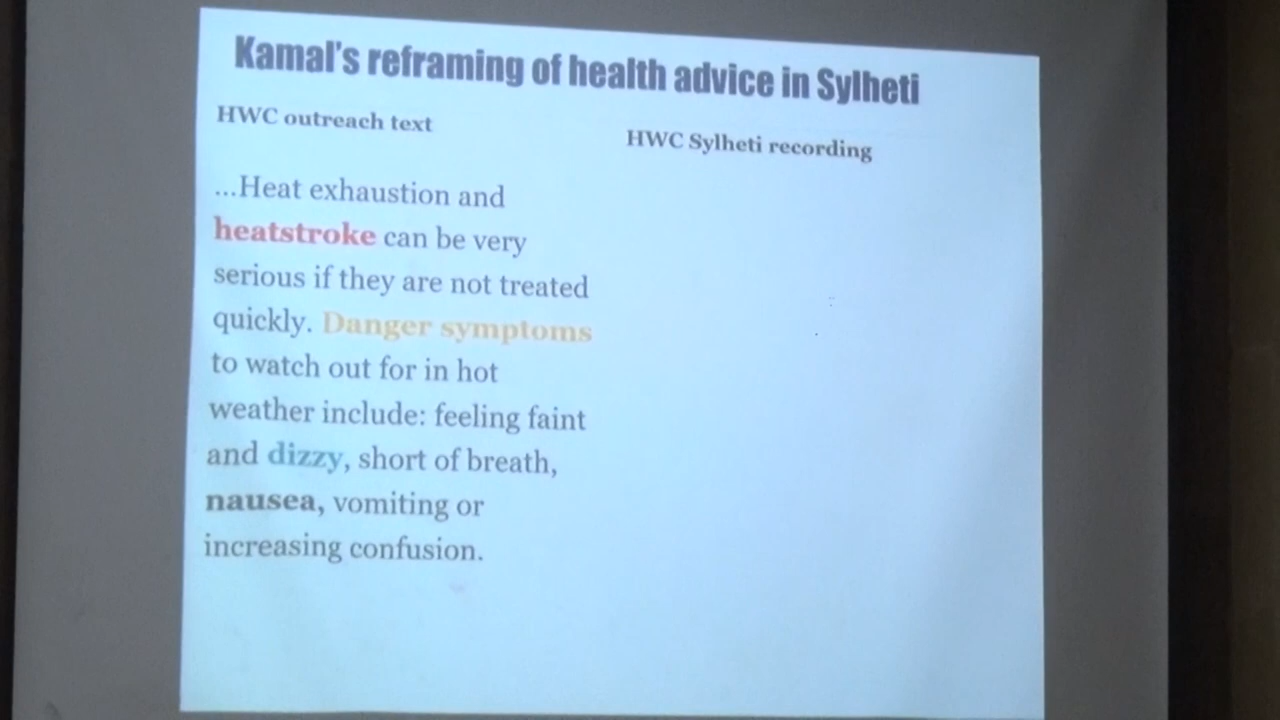 Kamal's reframing of health advice in Sylheti
HWC outreach text
HWC Sylheti recording
...Heat exhaustion and
heatstroke can be very
serious if they are not treated
quickly. Danger symptoms
to watch out for in hot
weather include: feeling faint
and dizzy, short of breath,
nausea, vomiting or
increasing confusion.